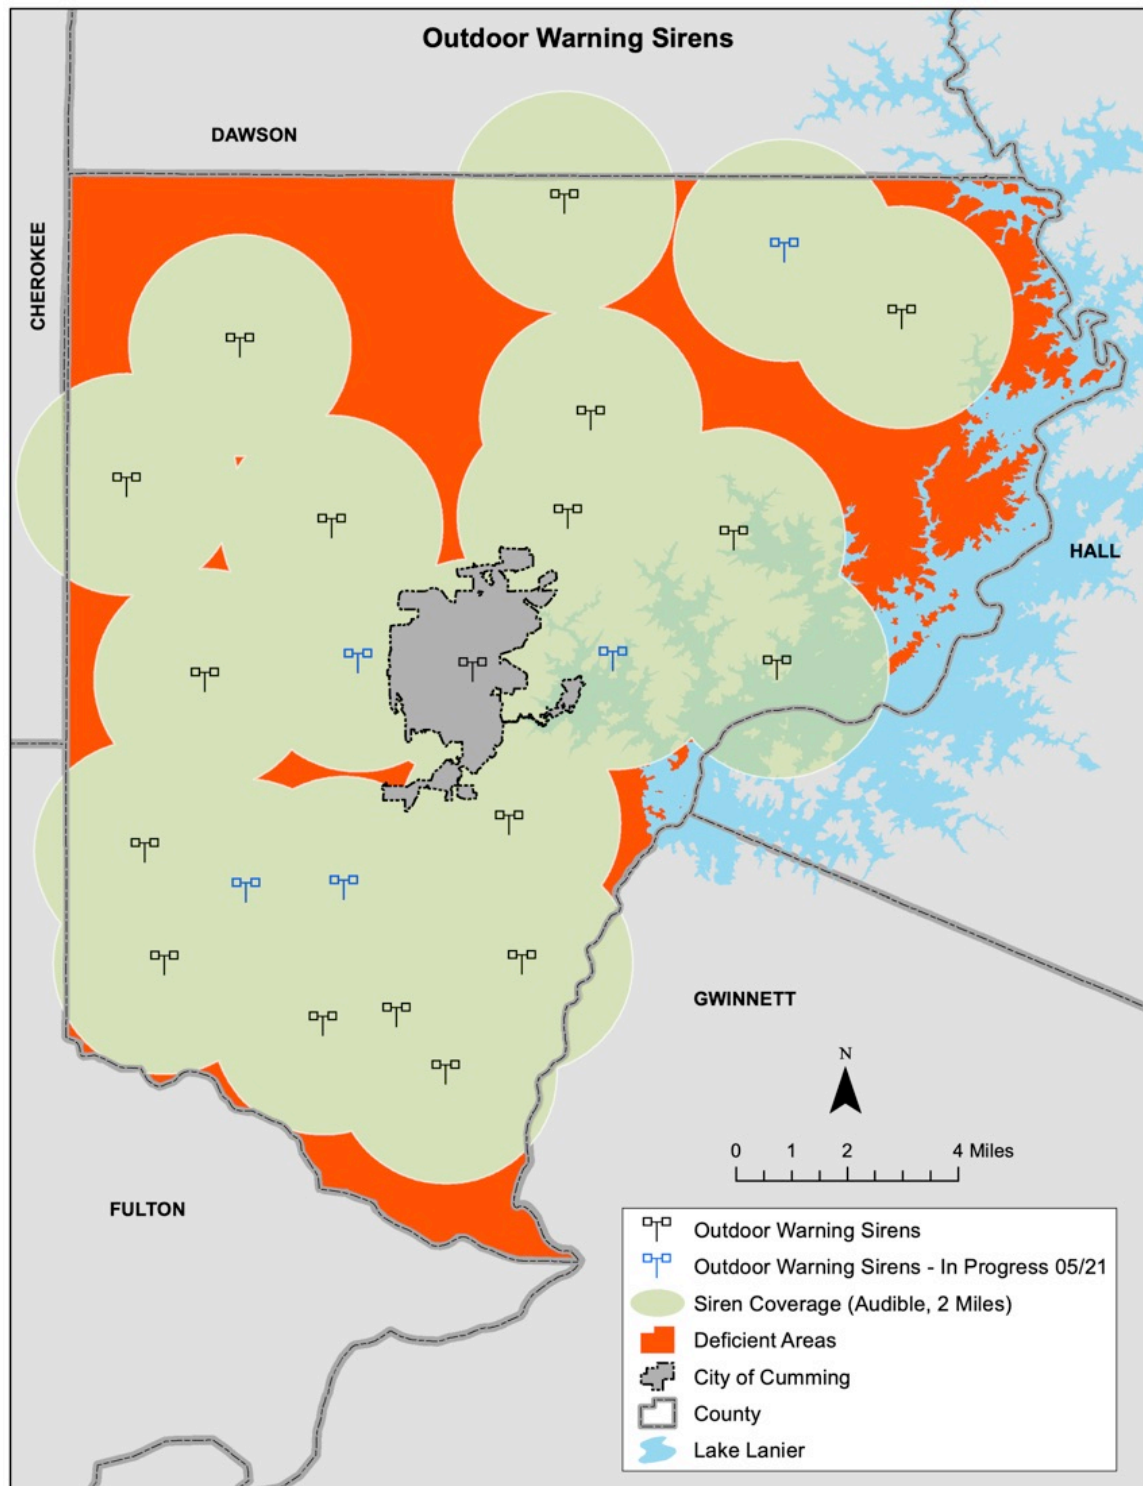 Outdoor Warning Sirens
DAWSON
CHEROKEE
HALL
GWINNETT
N
0 1 2 4 Miles
FULTON
Outdoor Warning Sirens
Outdoor Warning Sirens - In Progress 05/21
Siren Coverage (Audible, 2 Miles)
Deficient Areas
City of Cumming
County
Lake Lanier